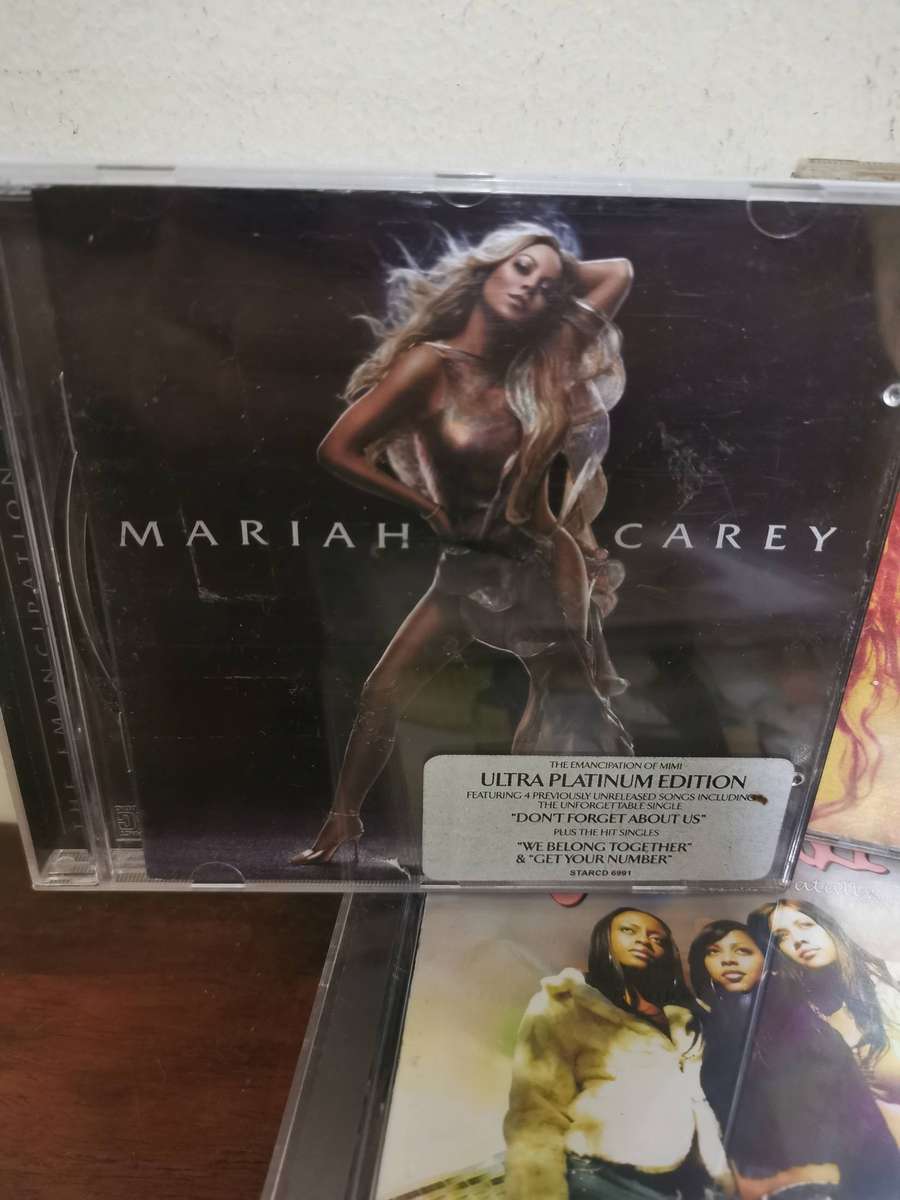 MARIAH CAREY
THE EMANCIPATION
THE EMANCIPATION OF MIMI
ULTRA PLATINUM EDITION
FEATURING 4 PREVIOUSLY UNRELEASED SONGS INCLUDING
THE UNFORGETTABLE SINGLE
"DON'T FORGET ABOUT US"
PLUS THE HIT SINGLES
"WE BELONG TOGETHER"
& "GET YOUR NUMBER"
STARCD 6991